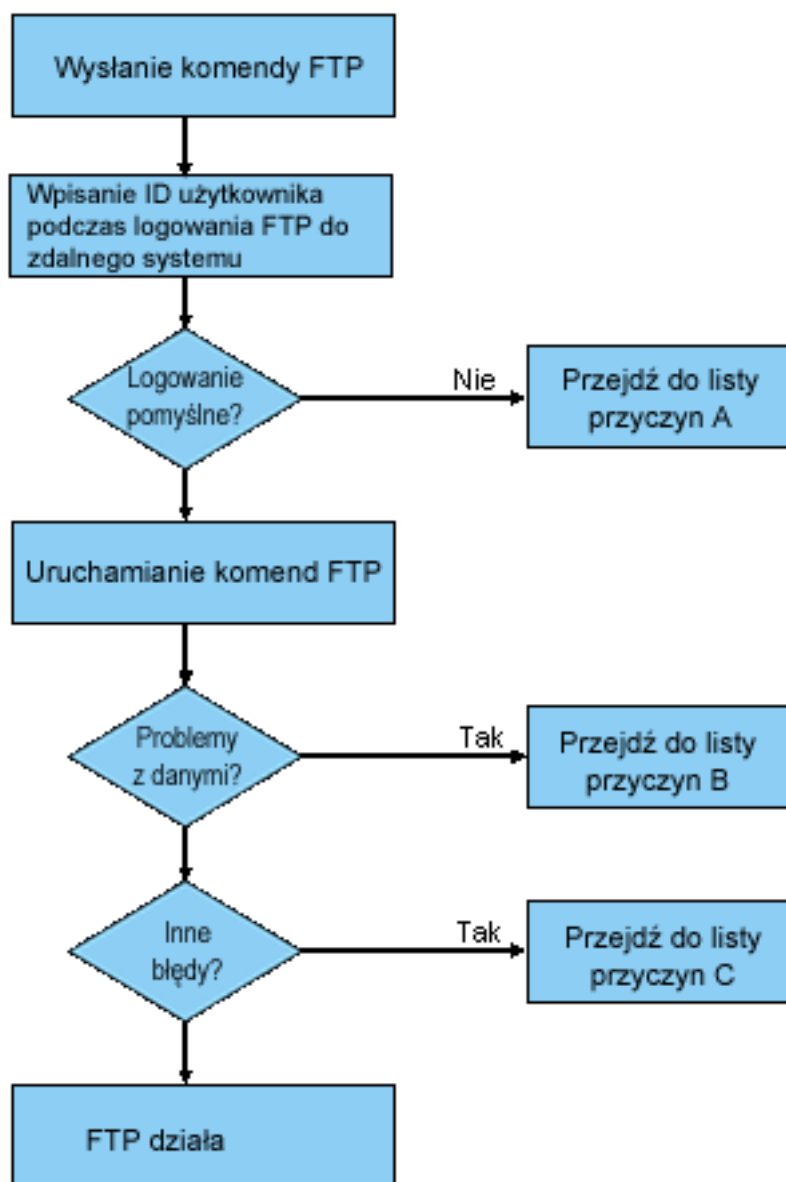 Wysłanie komendy FTP
Wpisanie ID użytkownika
podczas logowania FTP do
zdalnego systemu
Logowanie
pomyślne?
Nie
Przejdź do listy
przyczyn A
Uruchamianie komend FTP
Problemy
z danymi?
Tak
Przejdź do listy
przyczyn B
Inne
błędy?
Tak
Przejdź do listy
przyczyn C
FTP działa